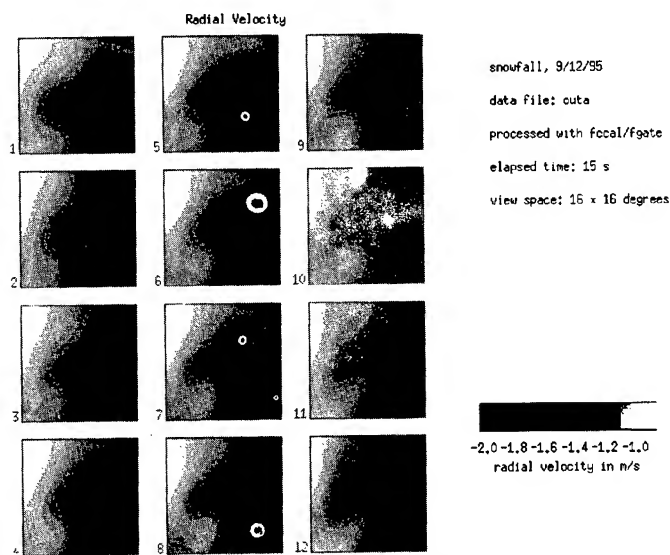 Radial Velocity
1
5
9
2
6
10
3
7
11
4
8
12
snowfall, 9/12/95
data file: cuta
processed with fccal/fgate
elapsed time: 15 s
view space: 16 x 16 degrees
-2.0 -1.8 -1.6 -1.4 -1.2 -1.0
radial velocity in m/s